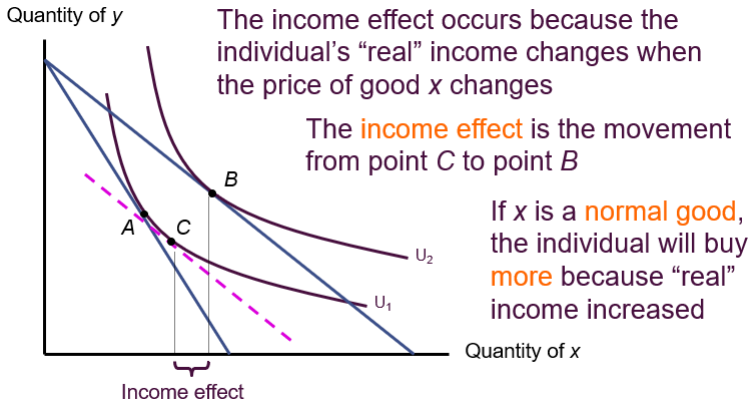 Quantity of y
The income effect occurs because the
individual's “real” income changes when
the price of good x changes
The income effect is the movement
from point C to point B
B
If x is a normal good,
the individual will buy
more because “real”
income increased
A
C
U2
U1
Quantity of x
Income effect